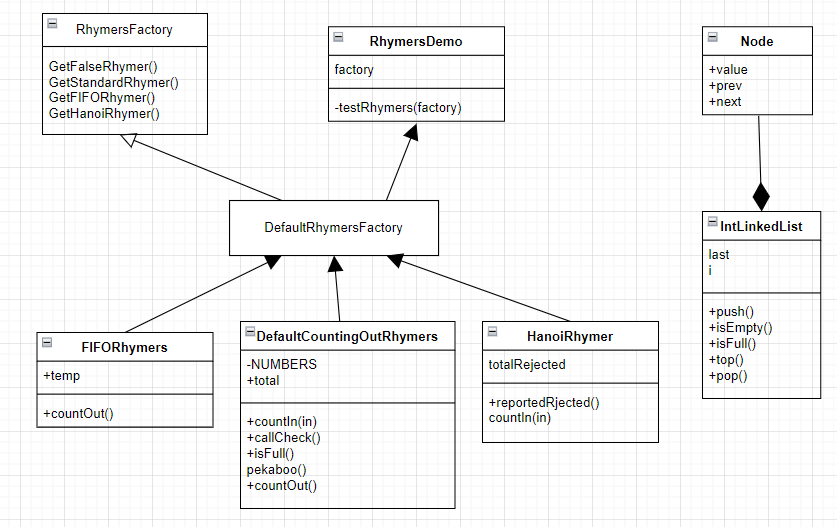 RhymersFactory
GetFalseRhymer()
GetStandardRhymer()
GetFIFORhymer()
GetHanoiRhymer()
RhymersDemo
factory
-testRhymers(factory)
Node
+value
+prev
+next
DefaultRhymersFactory
IntLinkedList
last
i
+push()
+isEmpty()
+isFull()
+top()
+pop()
FIFORhymers
+temp
+countOut()
DefaultCountingOutRhymers
-NUMBERS
+total
+countIn(in)
+callCheck()
+isFull()
pekaboo()
+countOut()
HanoiRhymer
totalRejected
+reportedRjected()
countIn(in)